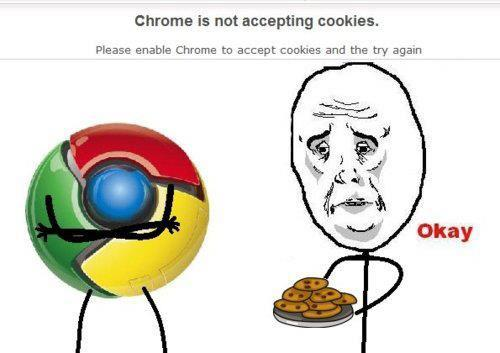 Chrome is not accepting cookies.
Please enable Chrome to accept cookies and the try again
Okay